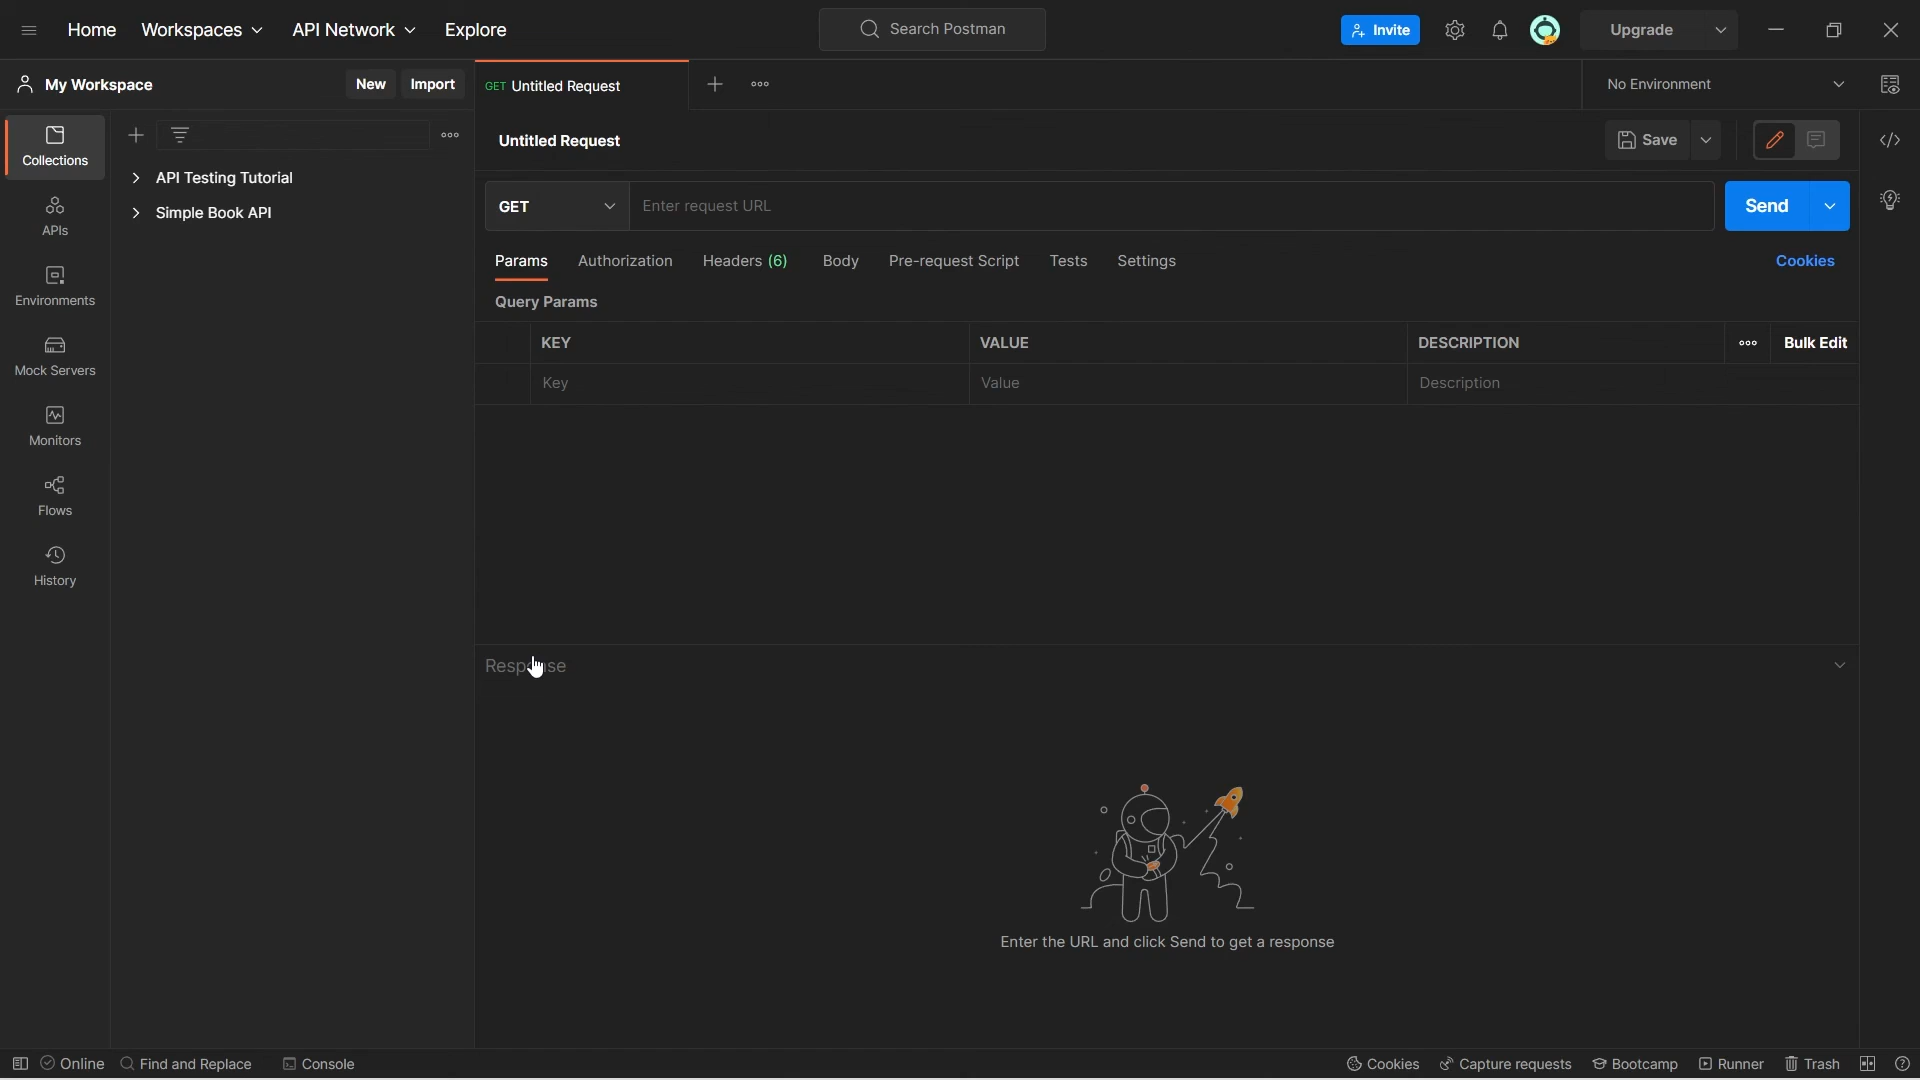 Home Workspaces API Network Explore Search Postman Invite Upgrade
My Workspace New Import GET Untitled Request No Environment
Collections
APIs
Environments
Mock Servers
Monitors
Flows
History
API Testing Tutorial
Simple Book API
Untitled Request Save
GET Enter request URL Send
Params Authorization Headers (6) Body Pre-request Script Tests Settings Cookies
Query Params
KEY VALUE DESCRIPTION Bulk Edit
Key Value Description
Response
Enter the URL and click Send to get a response
Online Find and Replace Console Cookies Capture requests Bootcamp Runner Trash